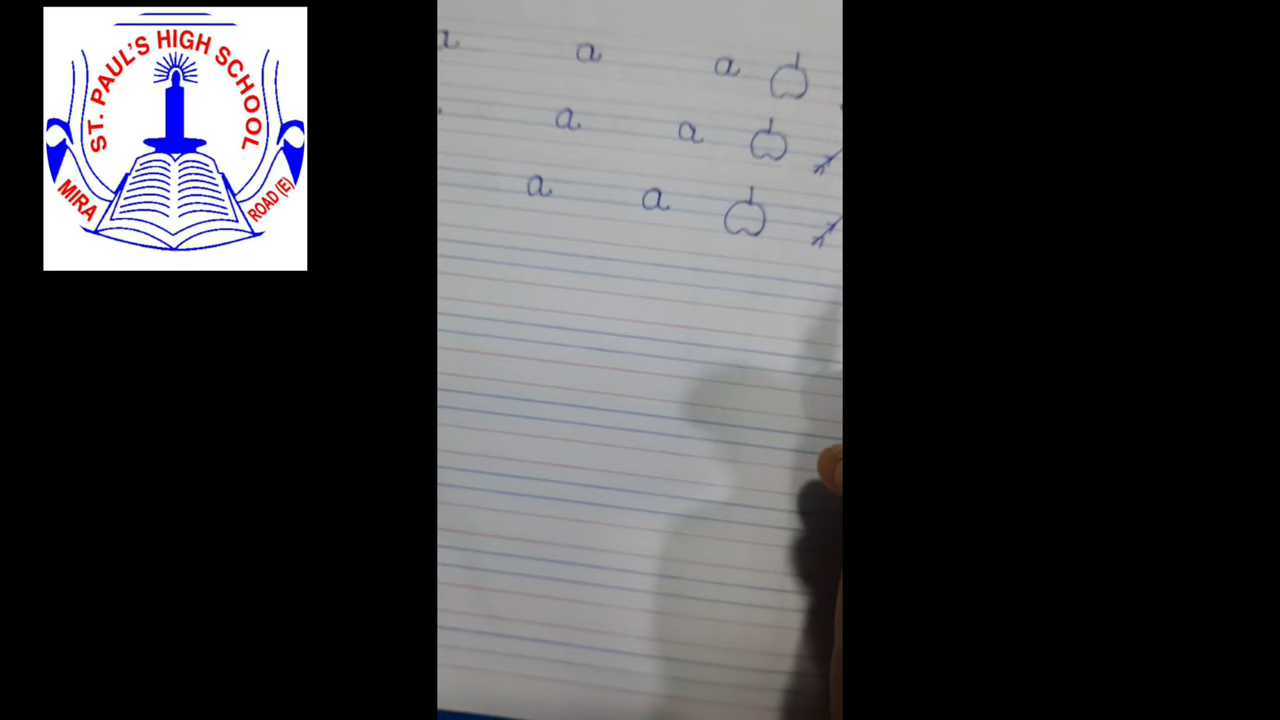 ST. PAUL'S HIGH SCHOOL
MIRA ROAD (E)
a a a
a a
a a